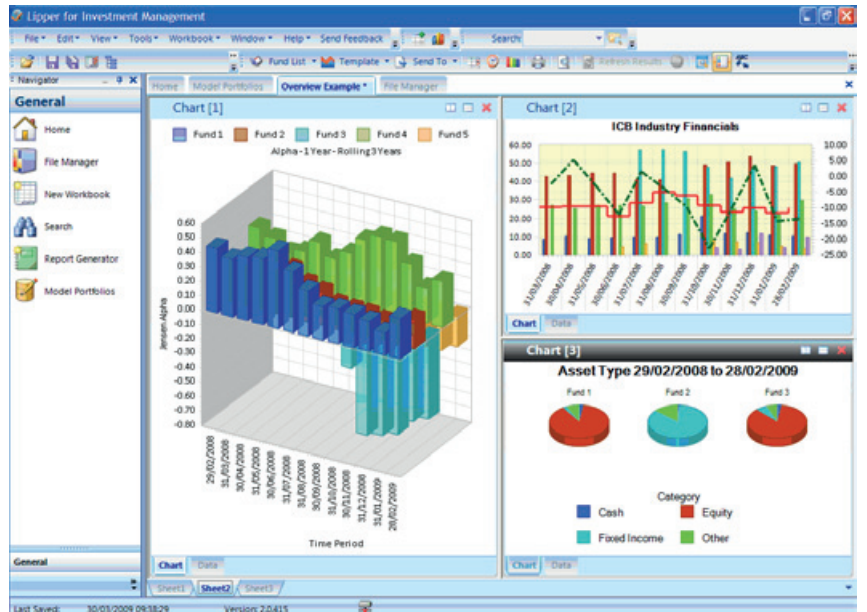 Lipper for Investment Management
File Edit View Tools Workbook Window Help Send Feedback Search:
Fund List Template Send To Refresh Results
Navigator
Home Model Portfolios Overview Example * File Manager
General
Home
File Manager
New Workbook
Search
Report Generator
Model Portfolios
General
Chart [1]
Fund 1 Fund 2 Fund 3 Fund 4 Fund 5
Alpha-1 Year-Rolling 3 Years
Jensen Alpha
0.60
0.50
0.40
0.30
0.20
0.10
0.00
-0.10
-0.20
-0.30
-0.40
-0.50
-0.60
-0.70
-0.80
29/02/2008
31/03/2008
30/04/2008
31/05/2008
30/06/2008
31/07/2008
31/08/2008
30/09/2008
31/10/2008
30/11/2008
31/12/2008
31/01/2009
28/02/2009
Time Period
Chart Data
Chart [2]
ICB Industry Financials
60.00
50.00
40.00
30.00
20.00
10.00
0.00
10.00
5.00
0.00
-5.00
-10.00
-15.00
-20.00
-25.00
31/03/2008
30/04/2008
31/05/2008
30/06/2008
31/07/2008
31/08/2008
30/09/2008
31/10/2008
30/11/2008
31/12/2008
31/01/2009
28/02/2009
Chart Data
Chart [3]
Asset Type 29/02/2008 to 28/02/2009
Fund 1 Fund 2 Fund 3
Category
Cash Equity
Fixed Income Other
Chart Data
Sheet1 Sheet2 Sheet3
Last Saved: 30/03/2009 09:38:29 Version: 2.0.415